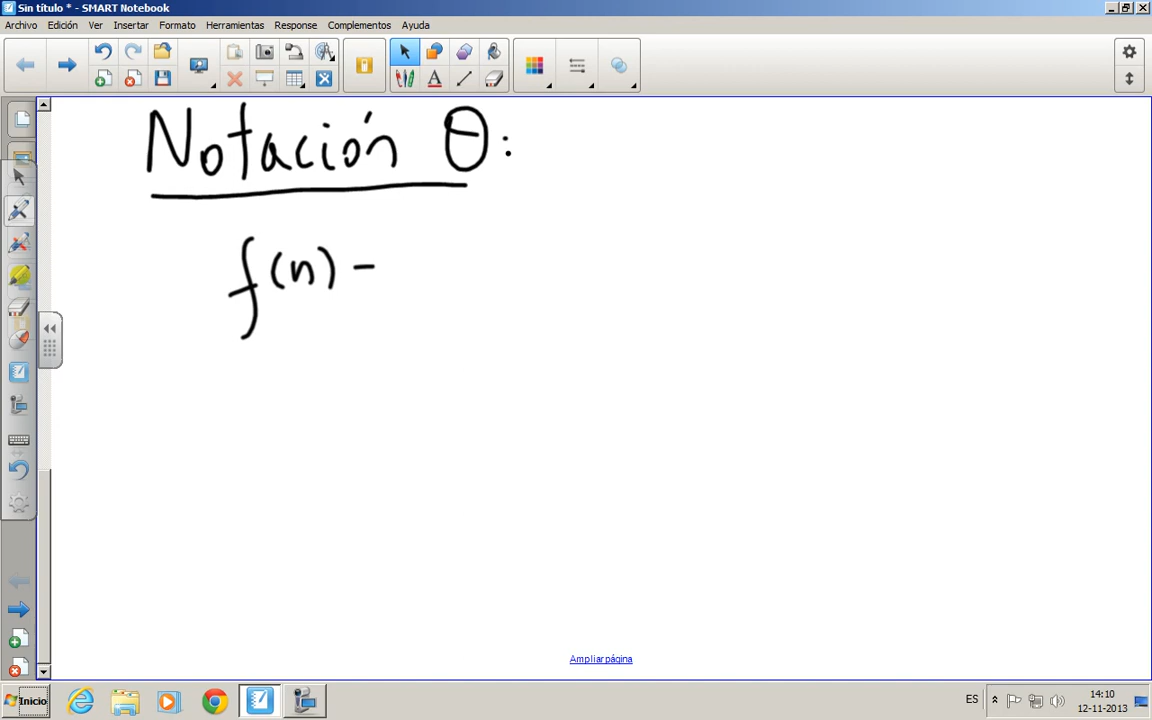 Sin título * - SMART Notebook
Archivo Edición Ver Insertar Formato Herramientas Response Complementos Ayuda
Notación Θ:
f(n) -
Ampliar página
Inicio
ES
14:10
12-11-2013